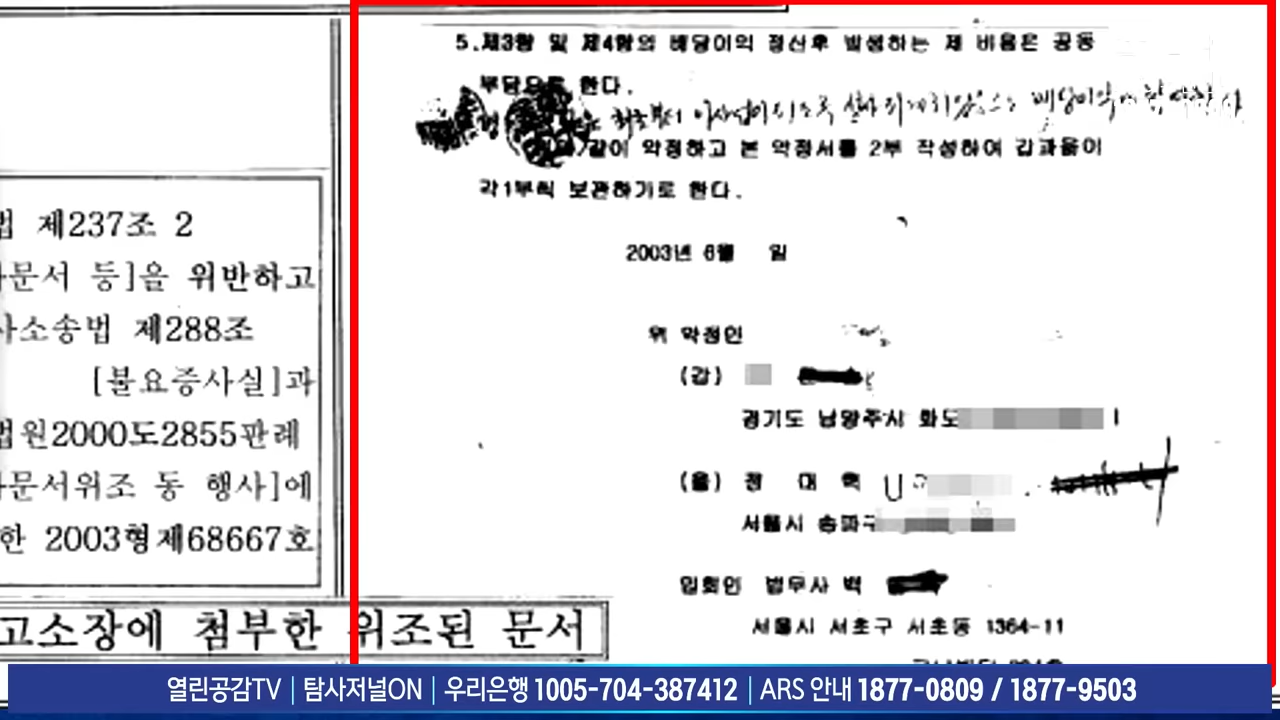 법 제237조 2
문서 등]을 위반하고
사소송법 제288조
[불요증사실]과
법원2000도2855판례
문서위조 동 행사]에
한 2003형제68667호
고소장에 첨부한 위조된 문서
5.제3항 및 제4항의 배당이익 정산후 발생하는 제 비용은 공동
부담으로 한다.
같이 약정하고 본 약정서를 2부 작성하여 갑과을이
각1부씩 보관하기로 한다.
2003년 6월 일
위 약정인
(갑)
경기도 남양주시 화도
(을) 정 대 택
서울시 송파구
입회인 법무사 백
서울시 서초구 서초동 1364-11
열린공감TV | 탐사저널ON | 우리은행 1005-704-387412 | ARS 안내 1877-0809 / 1877-9503